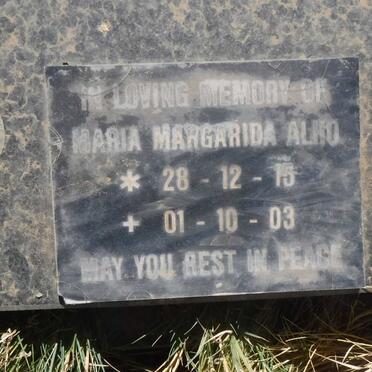 IN LOVING MEMORY OF
MARIA MARGARIDA ALHO
* 28 - 12 - 15
+ 01 - 10 - 03
MAY YOU REST IN PEACE